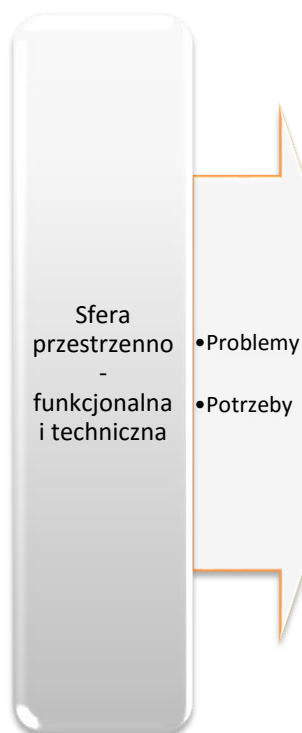 Sfera
przestrzenno
-
funkcjonalna
i techniczna
•Problemy
•Potrzeby